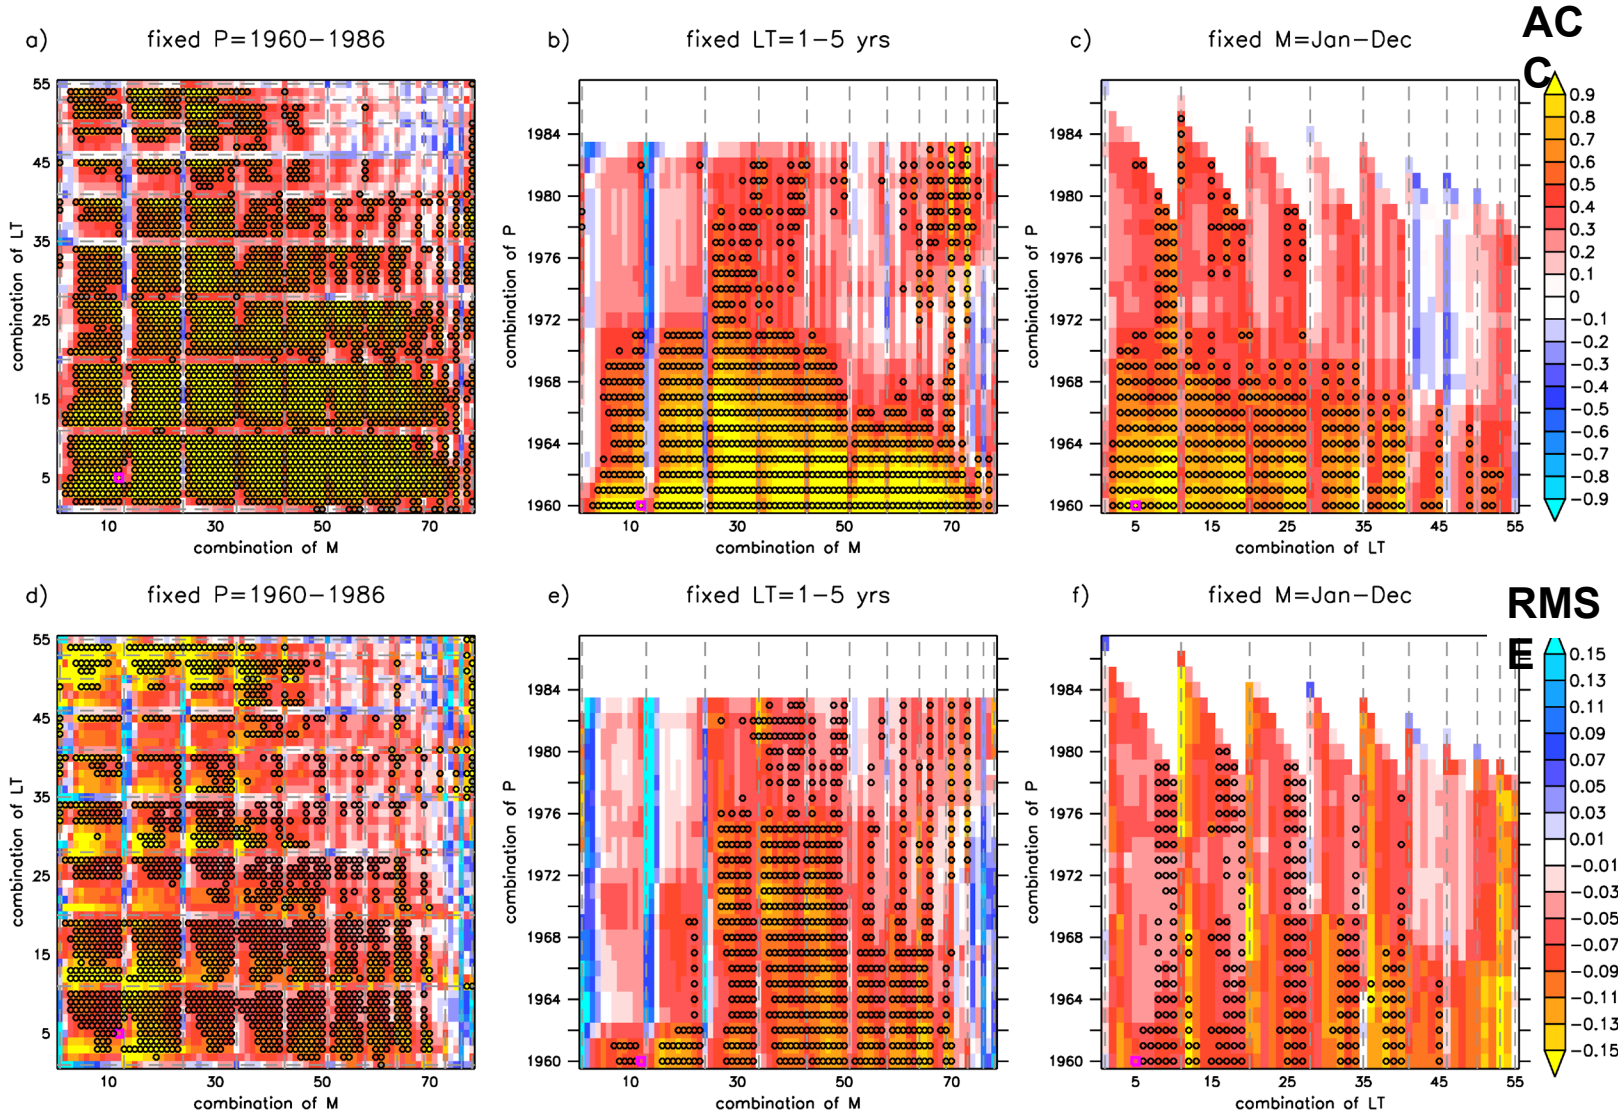 AC
C
a) fixed P=1960−1986
b) fixed LT=1−5 yrs
c) fixed M=Jan−Dec
combination of LT
55
45
35
25
15
5
10 30 50 70
combination of M
combination of P
1984
1980
1976
1972
1968
1964
1960
10 30 50 70
combination of M
combination of P
1984
1980
1976
1972
1968
1964
1960
5 15 25 35 45 55
combination of LT
0.9
0.8
0.7
0.6
0.5
0.4
0.3
0.2
0.1
0
−0.1
−0.2
−0.3
−0.4
−0.5
−0.6
−0.7
−0.8
−0.9
RMS
E
d) fixed P=1960−1986
e) fixed LT=1−5 yrs
f) fixed M=Jan−Dec
combination of LT
55
45
35
25
15
5
10 30 50 70
combination of M
combination of P
1984
1980
1976
1972
1968
1964
1960
10 30 50 70
combination of M
combination of P
1984
1980
1976
1972
1968
1964
1960
5 15 25 35 45 55
combination of LT
0.15
0.13
0.11
0.09
0.07
0.05
0.03
0.01
−0.01
−0.03
−0.05
−0.07
−0.09
−0.11
−0.13
−0.15